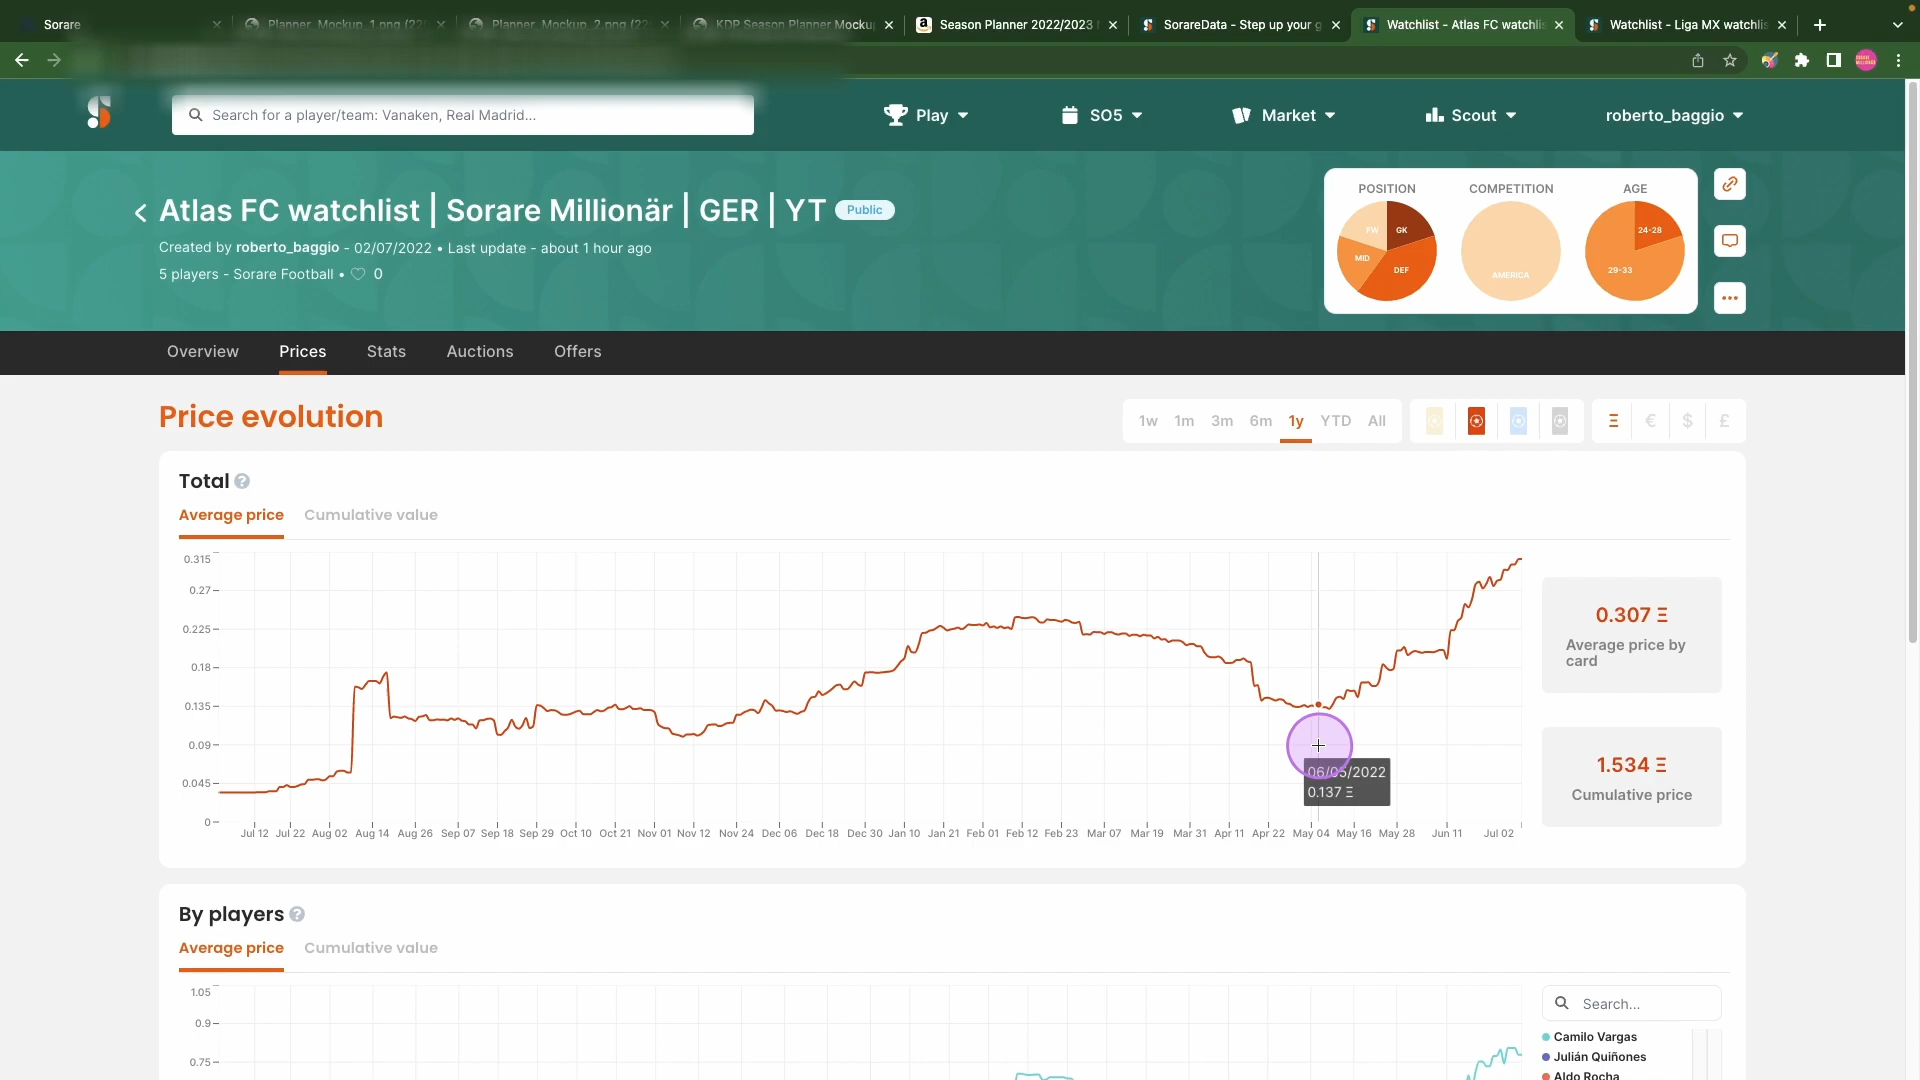 Sorare
Planner_Mockup_1.png (22
Planner_Mockup_2.png (22
KDP Season Planner Mockup
Season Planner 2022/2023
SorareData - Step up your g
Watchlist - Atlas FC watchlis
Watchlist - Liga MX watchlis
Search for a player/team: Vanaken, Real Madrid...
Play
SO5
Market
Scout
roberto_baggio
Atlas FC watchlist | Sorare Millionär | GER | YT
Public
Created by roberto_baggio - 02/07/2022 • Last update - about 1 hour ago
5 players - Sorare Football • 0
POSITION
COMPETITION
AGE
FW
GK
MID
DEF
AMERICA
24-28
29-33
Overview
Prices
Stats
Auctions
Offers
Price evolution
1w 1m 3m 6m 1y YTD All
Ξ € $ £
Total
Average price
Cumulative value
0.315
0.27
0.225
0.18
0.135
0.09
0.045
0
Jul 12 Jul 22 Aug 02 Aug 14 Aug 26 Sep 07 Sep 18 Sep 29 Oct 10 Oct 21 Nov 01 Nov 12 Nov 24 Dec 06 Dec 18 Dec 30 Jan 10 Jan 21 Feb 01 Feb 12 Feb 23 Mar 07 Mar 19 Mar 31 Apr 11 Apr 22 May 04 May 16 May 28 Jun 11 Jul 02
06/05/2022
0.137 Ξ
0.307 Ξ
Average price by
card
1.534 Ξ
Cumulative price
By players
Average price
Cumulative value
1.05
0.9
0.75
Search...
Camilo Vargas
Julián Quiñones
Aldo Rocha